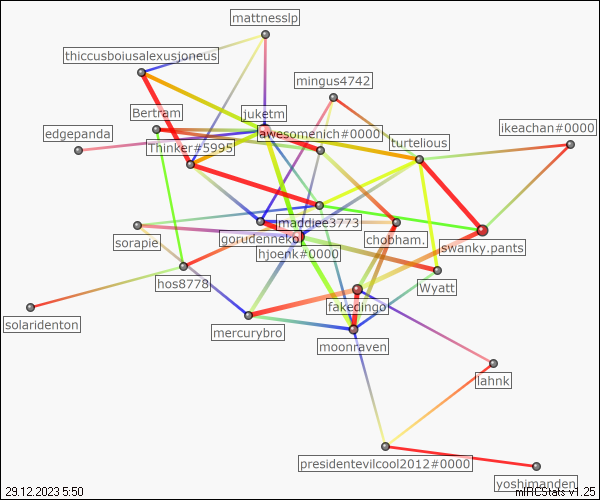 mattnesslp
thiccusboiusalexusjoneus
mingus4742
Bertram
juketm
edgepanda
awesomenich#0000
ikeachan#0000
Thinker#5995
turtelious
maddiee3773
sorapie
gorudenneko
chobham.
swanky.pants
hjoenk#0000
hos8778
Wyatt
fakedingo
solaridenton
mercurybro
moonraven
lahnk
presidentevilcool2012#0000
yoshimanden
29.12.2023 5:50
mIRCStats v1.25